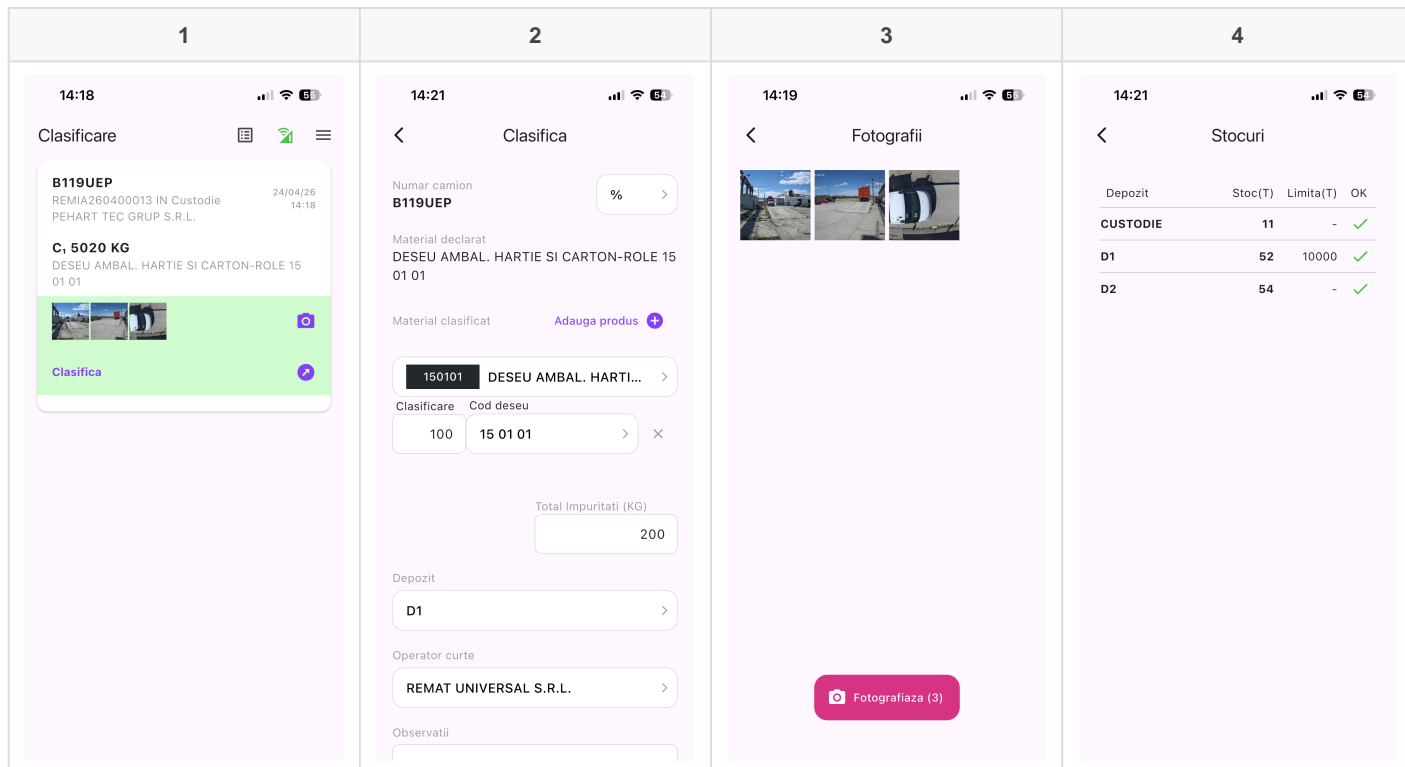 1
2
3
4
14:18
55
Clasificare
B119UEP
24/04/26
REMIA260400013 IN Custodie
14:18
PEHART TEC GRUP S.R.L.
C, 5020 KG
DESEU AMBAL. HARTIE SI CARTON-ROLE 15
01 01
Clasifica
14:21
54
Clasifica
Numar camion
B119UEP
%
Material declarat
DESEU AMBAL. HARTIE SI CARTON-ROLE 15
01 01
Material clasificat
Adauga produs
150101 DESEU AMBAL. HARTI...
Clasificare Cod deseu
100 15 01 01
Total Impuritati (KG)
200
Depozit
D1
Operator curte
REMAT UNIVERSAL S.R.L.
Observatii
14:19
55
Fotografii
Fotografiaza (3)
14:21
54
Stocuri
Depozit Stoc(T) Limita(T) OK
CUSTODIE 11 -
D1 52 10000
D2 54 -